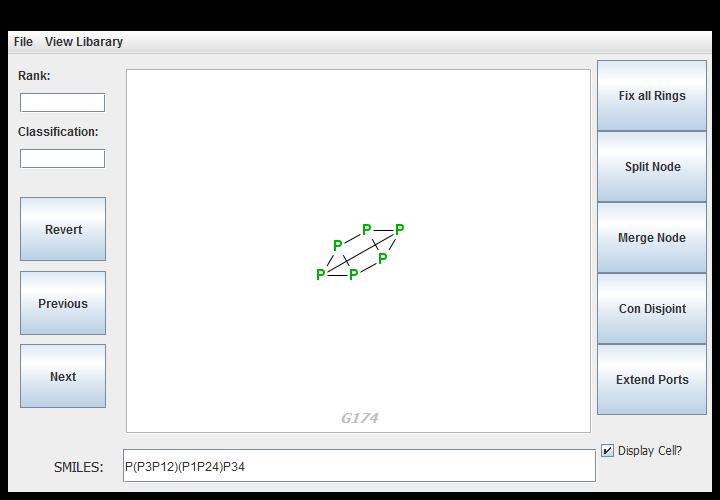 File View Libarary
Rank:
Classification:
Revert
Previous
Next
P P
P
P
P P
G174
Fix all Rings
Split Node
Merge Node
Con Disjoint
Extend Ports
SMILES: P(P3P12)(P1P24)P34
Display Cell?